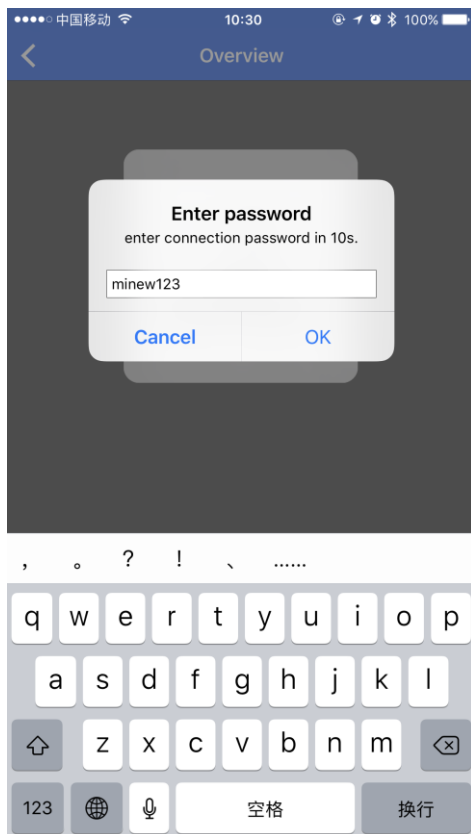 中国移动 10:30 100%
Overview
Enter password
enter connection password in 10s.
minew123
Cancel OK
， 。 ? ! 、 ……
q w e r t y u i o p
a s d f g h j k l
z x c v b n m
123 空格 换行